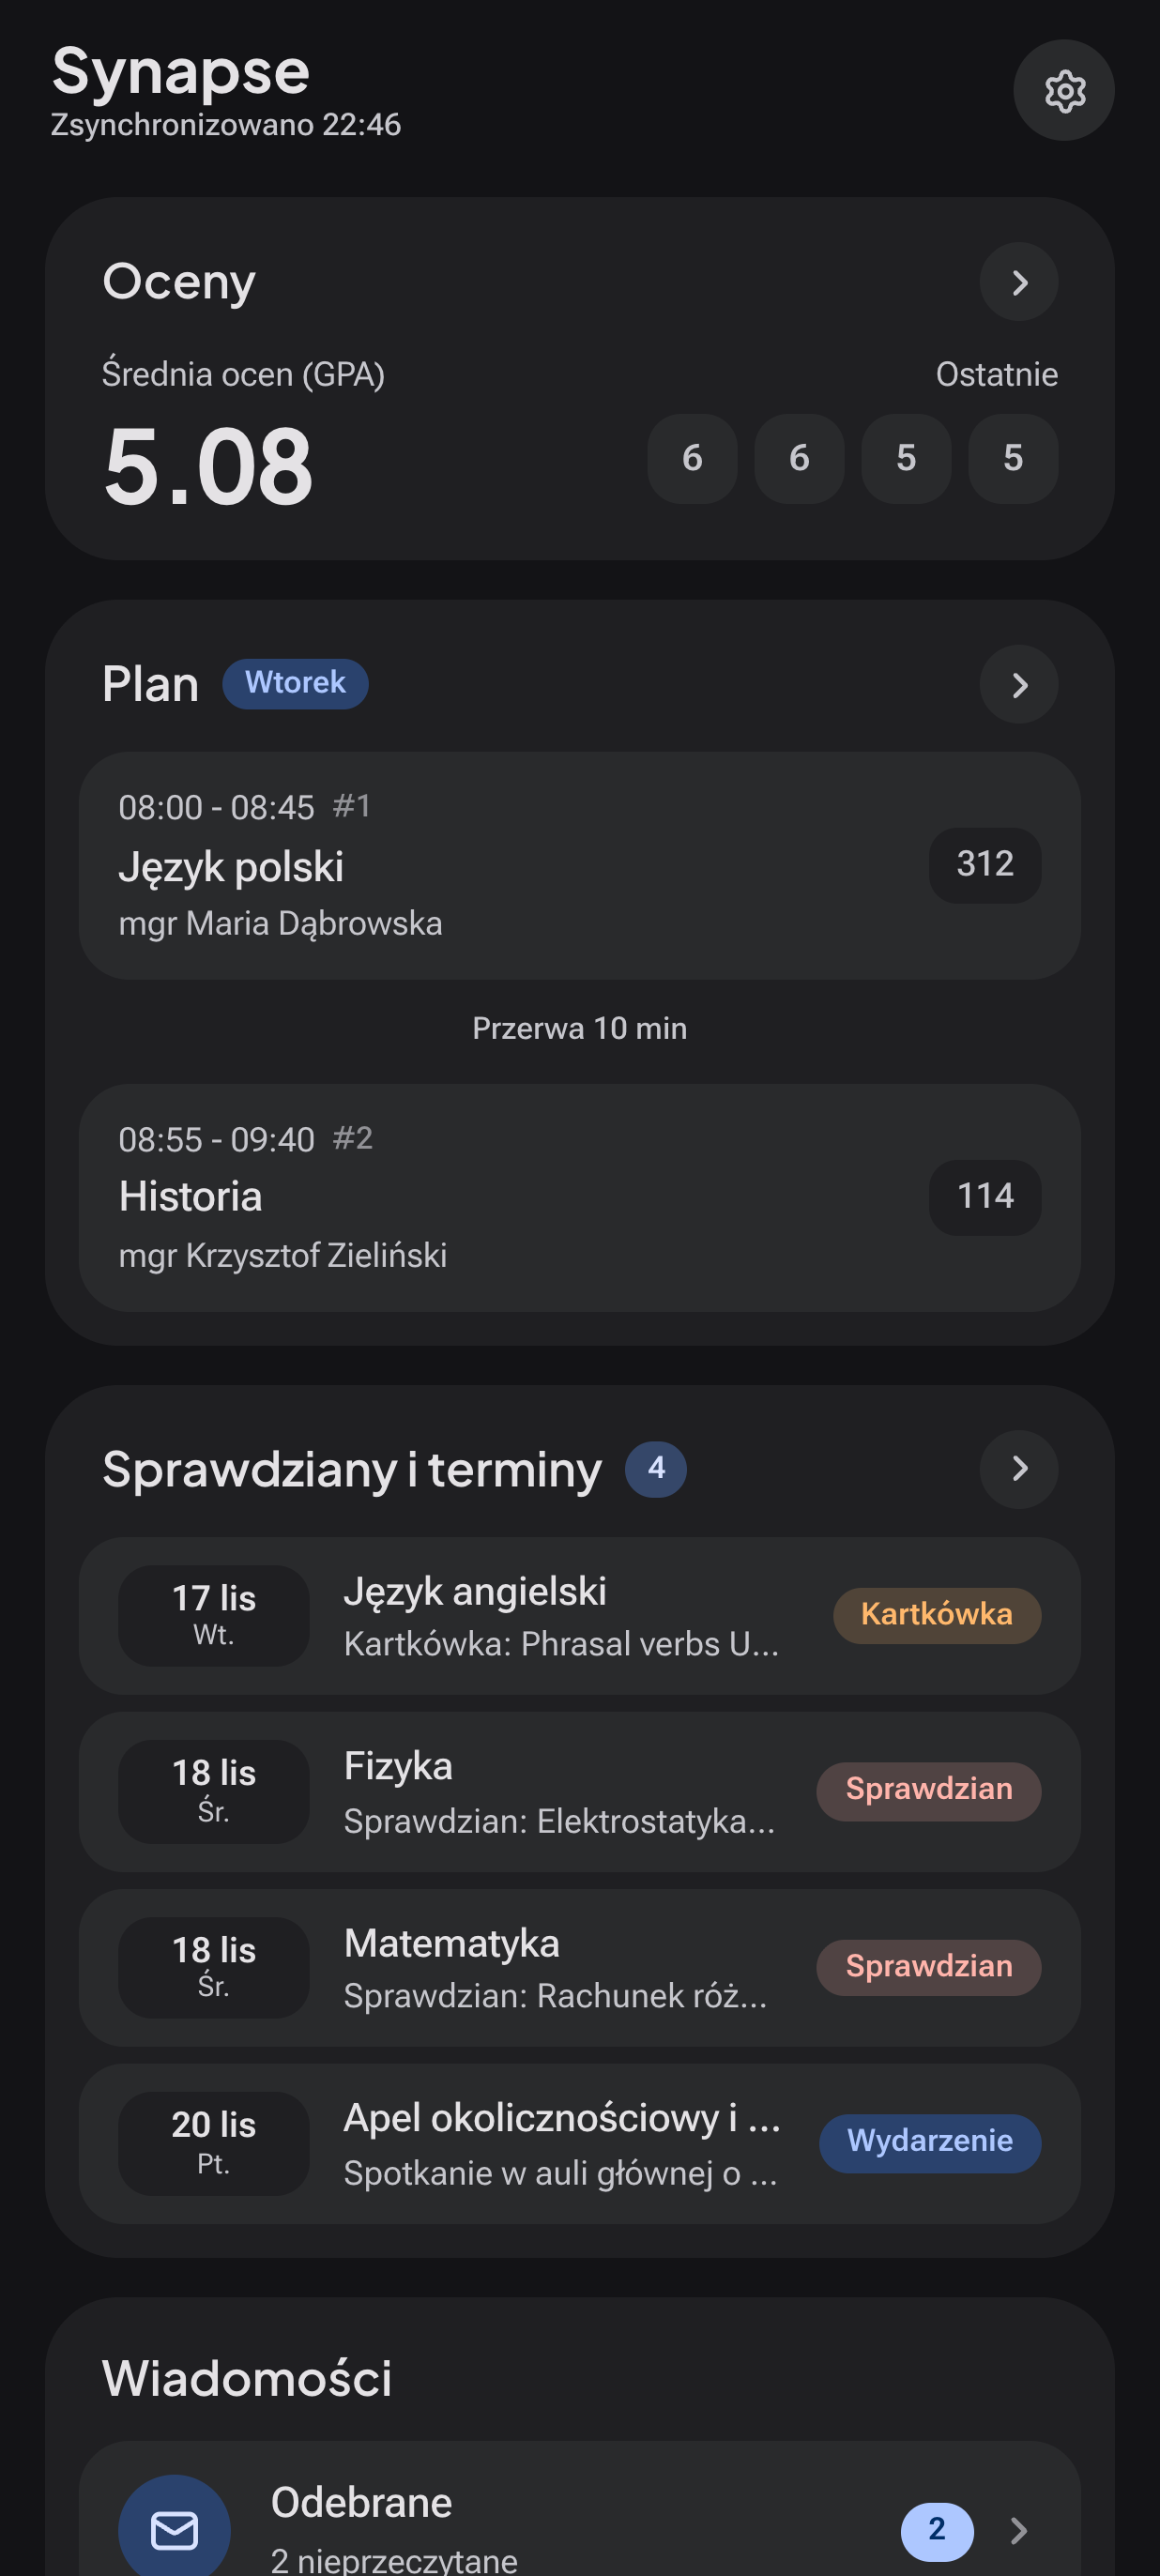 Synapse
Zsynchronizowano 22:46
Oceny
Średnia ocen (GPA)
Ostatnie
5.08
6 6 5 5
Plan Wtorek
08:00 - 08:45 #1
Język polski
312
mgr Maria Dąbrowska
Przerwa 10 min
08:55 - 09:40 #2
Historia
114
mgr Krzysztof Zieliński
Sprawdziany i terminy 4
17 lis
Wt.
Język angielski
Kartkówka: Phrasal verbs U...
Kartkówka
18 lis
Śr.
Fizyka
Sprawdzian: Elektrostatyka...
Sprawdzian
18 lis
Śr.
Matematyka
Sprawdzian: Rachunek róż...
Sprawdzian
20 lis
Pt.
Apel okolicznościowy i ...
Spotkanie w auli głównej o ...
Wydarzenie
Wiadomości
Odebrane
2 nieprzeczytane
2